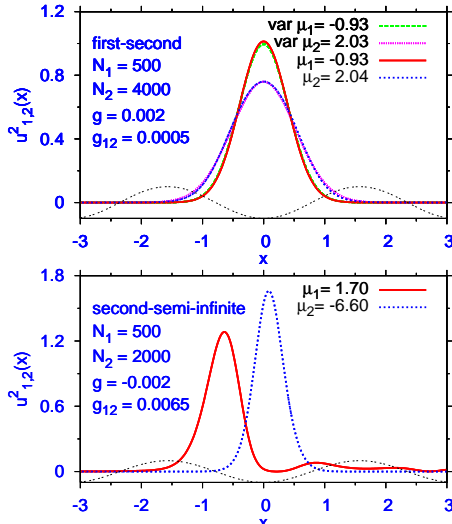 var μ1= -0.93
var μ2= 2.03
μ1= -0.93
μ2= 2.04
first-second
N1 = 500
N2 = 4000
g = 0.002
g12 = 0.0005
u²1,2(x)
1.2
0.8
0.4
0
-3 -2 -1 0 1 2 3
x
μ1= 1.70
μ2= -6.60
second-semi-infinite
N1 = 500
N2 = 2000
g = -0.002
g12 = 0.0065
u²1,2(x)
1.8
1.2
0.6
0
-3 -2 -1 0 1 2 3
x